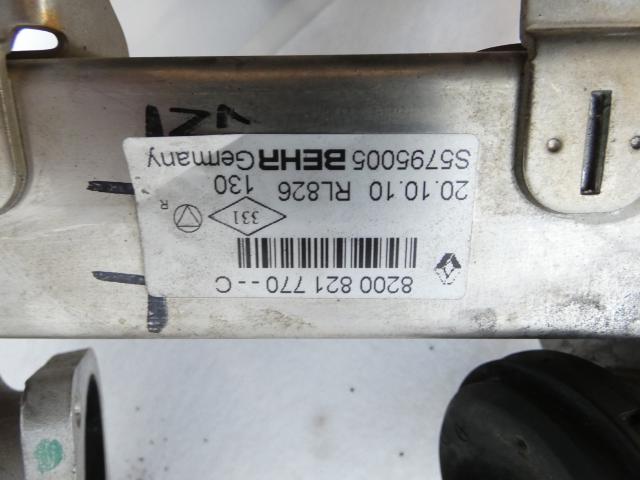 8200 821 770--C
331
R
20.10.10 RL826 130
S5795005 BEHR Germany